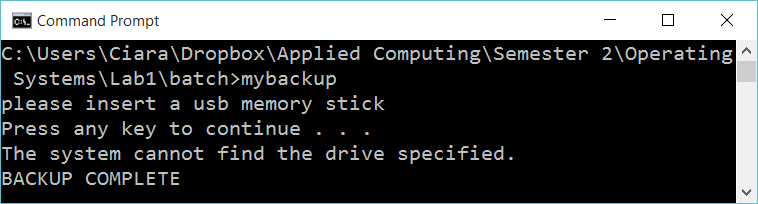 Command Prompt
C:\Users\Ciara\Dropbox\Applied Computing\Semester 2\Operating
 Systems\Lab1\batch>mybackup
please insert a usb memory stick
Press any key to continue . . .
The system cannot find the drive specified.
BACKUP COMPLETE